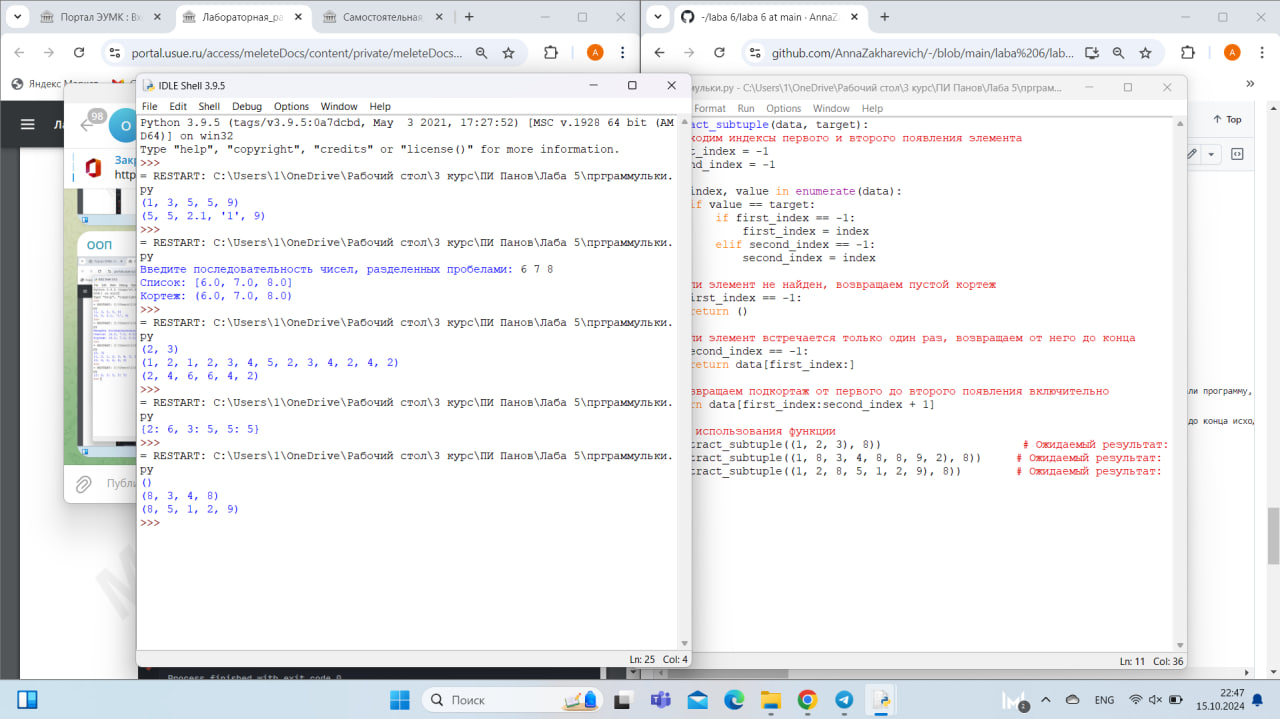 Портал ЭУМК : Вх
Лабораторная_ра
Самостоятельная
-/laba 6/laba 6 at main · AnnaZ
portal.usue.ru/access/meleteDocs/content/private/meleteDocs...
A
github.com/AnnaZakharevich/-/blob/main/laba%206/lab...
A
Яндекс Маркет
IDLE Shell 3.9.5
File Edit Shell Debug Options Window Help
Python 3.9.5 (tags/v3.9.5:0a7dcbd, May  3 2021, 17:27:52) [MSC v.1928 64 bit (AM
D64)] on win32
Type "help", "copyright", "credits" or "license()" for more information.
>>>
= RESTART: C:\Users\1\OneDrive\Рабочий стол\3 курс\ПИ Панов\Лаба 5\прграммульки.
py
(1, 3, 5, 5, 9)
(5, 5, 2.1, '1', 9)
>>>
= RESTART: C:\Users\1\OneDrive\Рабочий стол\3 курс\ПИ Панов\Лаба 5\прграммульки.
py
Введите последовательность чисел, разделенных пробелами: 6 7 8
Список: [6.0, 7.0, 8.0]
Кортеж: (6.0, 7.0, 8.0)
>>>
= RESTART: C:\Users\1\OneDrive\Рабочий стол\3 курс\ПИ Панов\Лаба 5\прграммульки.
py
(2, 3)
(1, 2, 1, 2, 3, 4, 5, 2, 3, 4, 2, 4, 2)
(2, 4, 6, 6, 4, 2)
>>>
= RESTART: C:\Users\1\OneDrive\Рабочий стол\3 курс\ПИ Панов\Лаба 5\прграммульки.
py
{2: 6, 3: 5, 5: 5}
>>>
= RESTART: C:\Users\1\OneDrive\Рабочий стол\3 курс\ПИ Панов\Лаба 5\прграммульки.
py
()
(8, 3, 4, 8)
(8, 5, 1, 2, 9)
>>>
Ln: 25 Col: 4
98
О
Закр
http
ООП
Публи
Process finished with exit code 0
мульки.py - C:\Users\1\OneDrive\Рабочий стол\3 курс\ПИ Панов\Лаба 5\прграм...
Format Run Options Window Help
act_subtuple(data, target):
ходим индексы первого и второго появления элемента
t_index = -1
nd_index = -1
index, value in enumerate(data):
f value == target:
if first_index == -1:
first_index = index
elif second_index == -1:
second_index = index
ли элемент не найден, возвращаем пустой кортеж
irst_index == -1:
return ()
ли элемент встречается только один раз, возвращаем от него до конца
econd_index == -1:
return data[first_index:]
звращаем подкортаж от первого до второго появления включительно
rn data[first_index:second_index + 1]
использования функции
tract_subtuple((1, 2, 3), 8)) # Ожидаемый результат:
tract_subtuple((1, 8, 3, 4, 8, 8, 9, 2), 8)) # Ожидаемый результат:
tract_subtuple((1, 2, 8, 5, 1, 2, 9), 8)) # Ожидаемый результат:
Ln: 11 Col: 36
Top
ли программу,
до конца исход
Поиск
2
ENG
22:47
15.10.2024